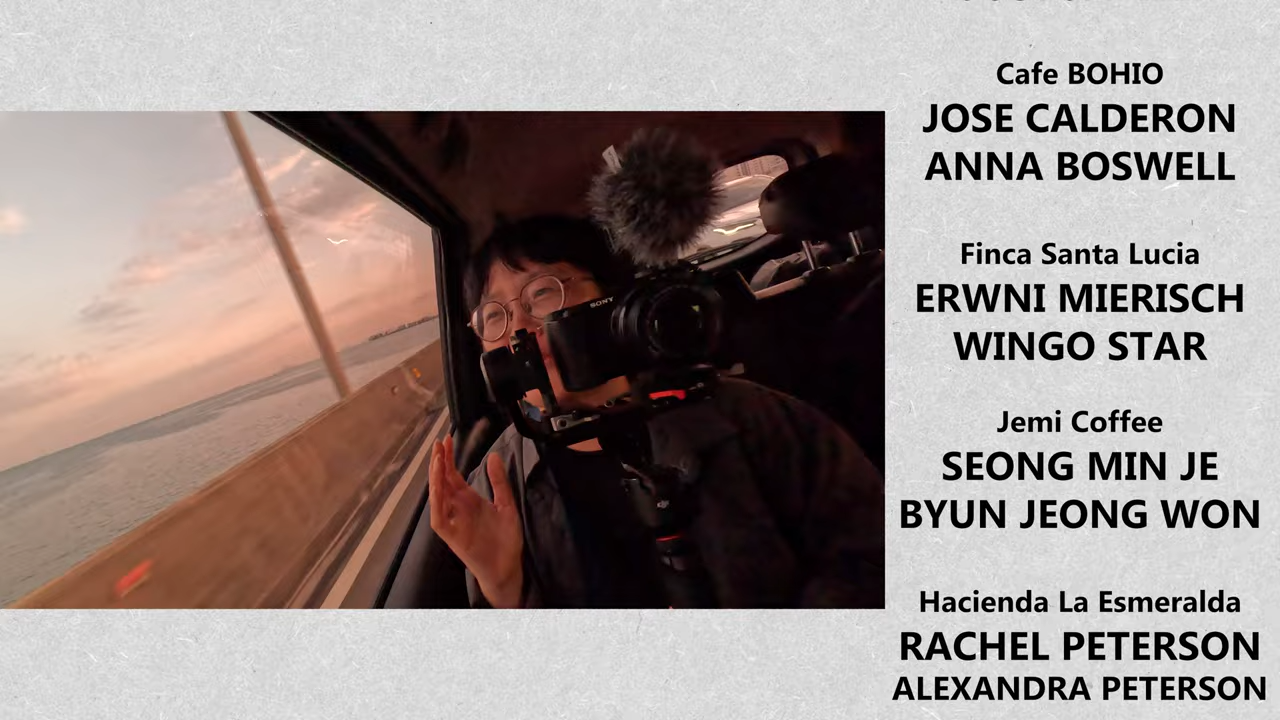 Cafe BOHIO
JOSE CALDERON
ANNA BOSWELL
Finca Santa Lucia
ERWNI MIERISCH
WINGO STAR
Jemi Coffee
SEONG MIN JE
BYUN JEONG WON
Hacienda La Esmeralda
RACHEL PETERSON
ALEXANDRA PETERSON
SONY